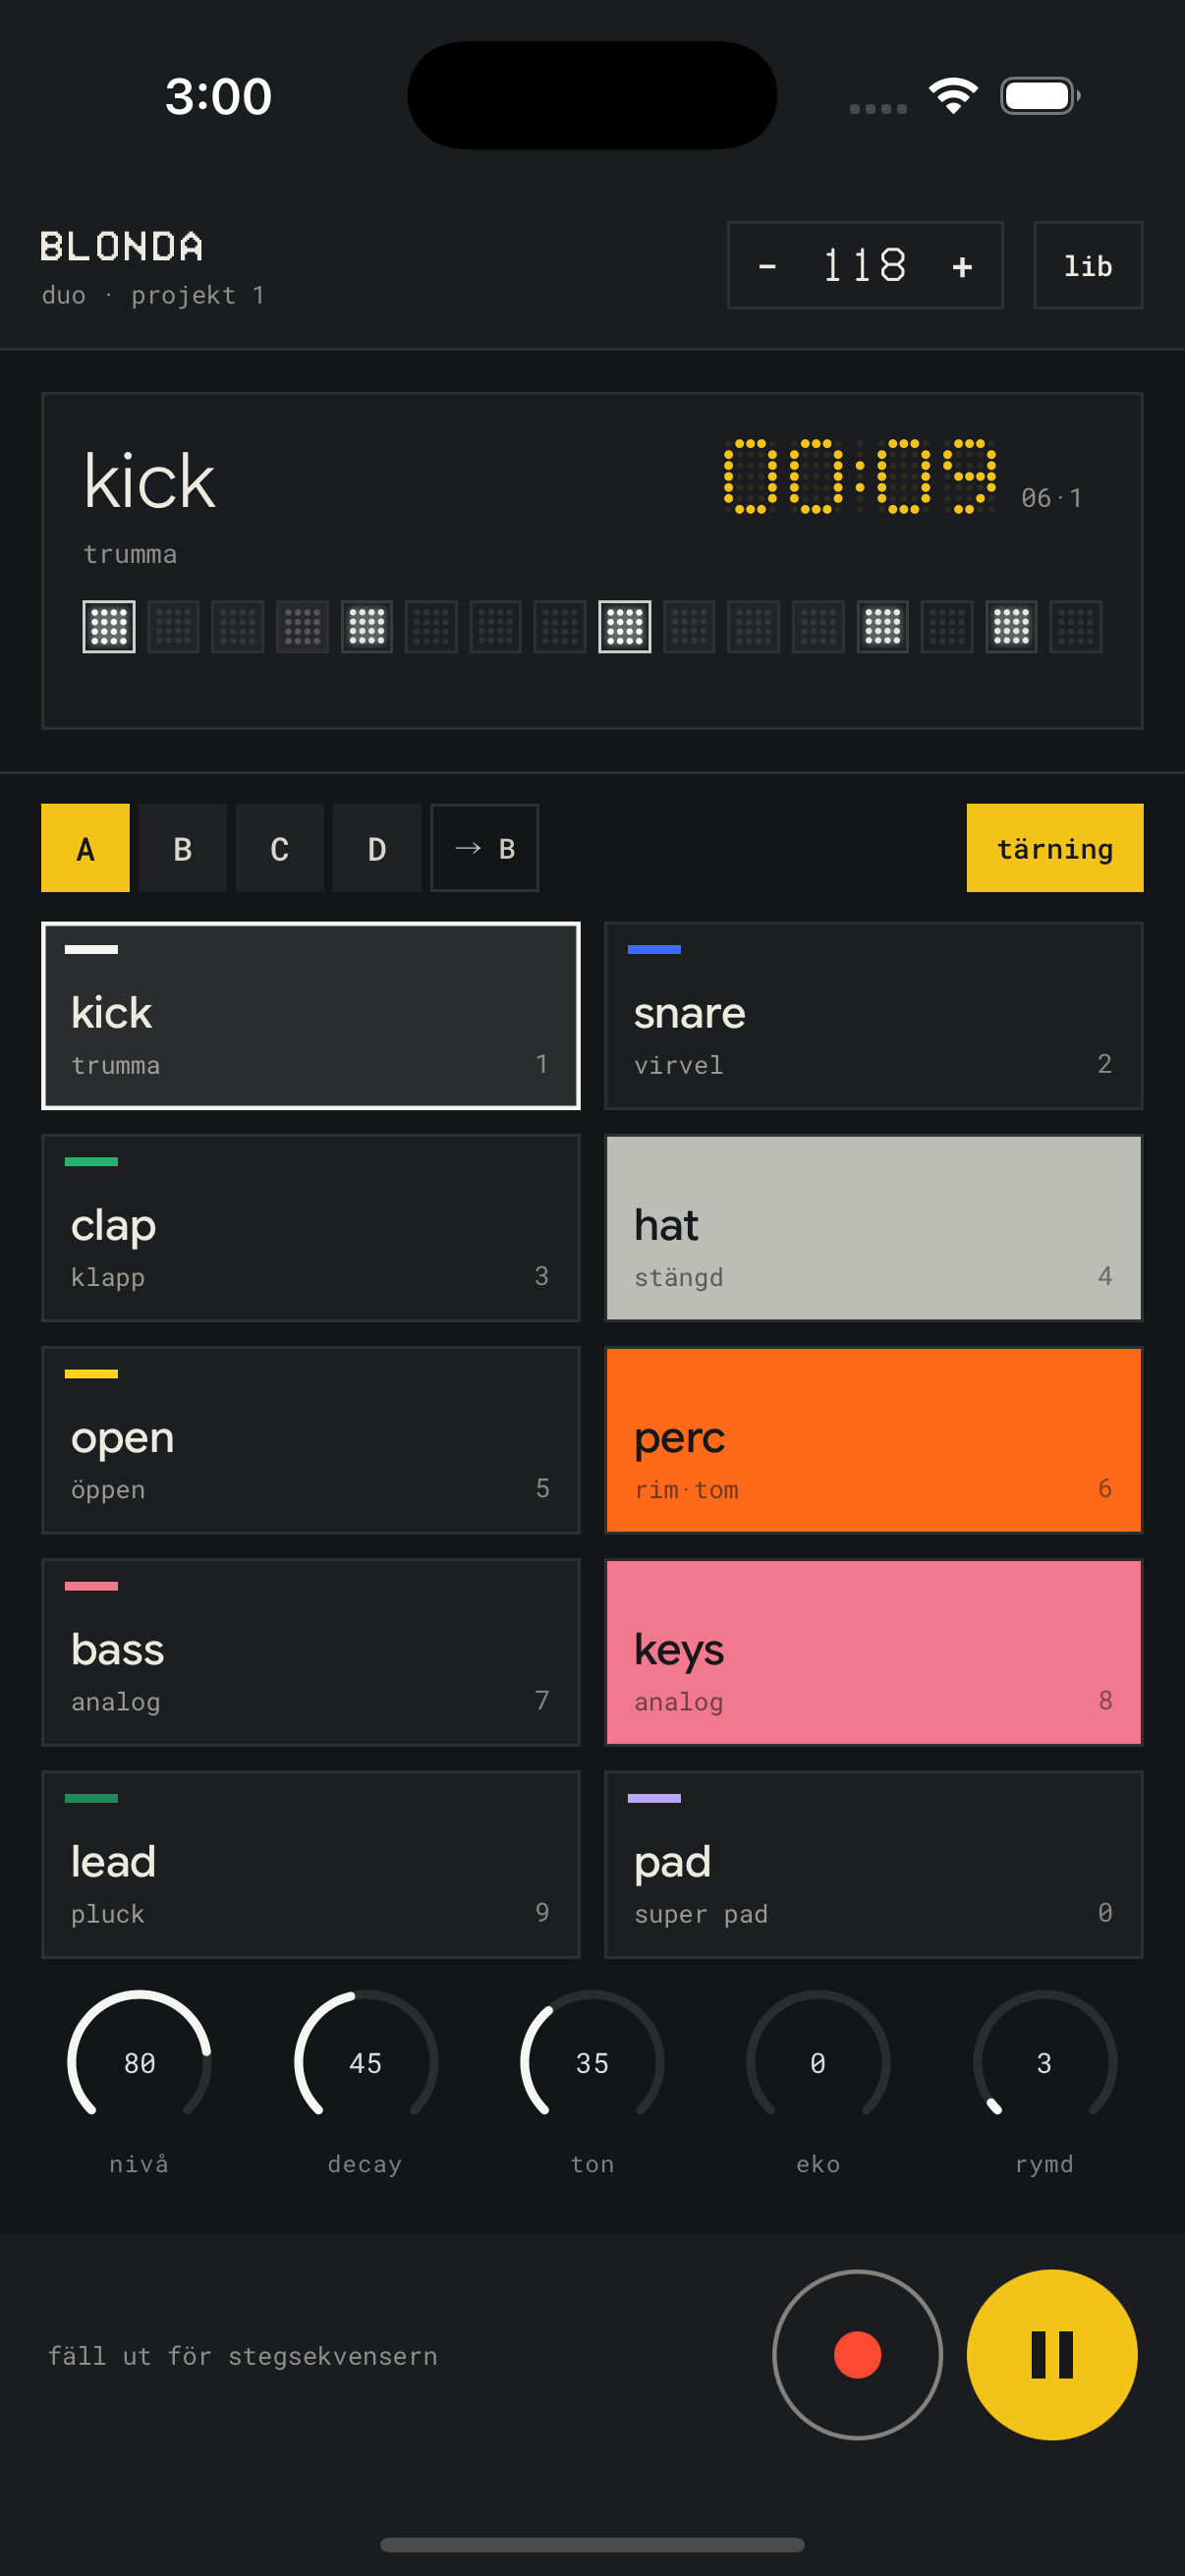 3:00
BLONDA
duo · projekt 1
- 118 +
lib
kick
00:09
06·1
trumma
A
B
C
D
→ B
tärning
kick
trumma
1
snare
virvel
2
clap
klapp
3
hat
stängd
4
open
öppen
5
perc
rim·tom
6
bass
analog
7
keys
analog
8
lead
pluck
9
pad
super pad
0
80
45
35
0
3
nivå
decay
ton
eko
rymd
fäll ut för stegsekvensern